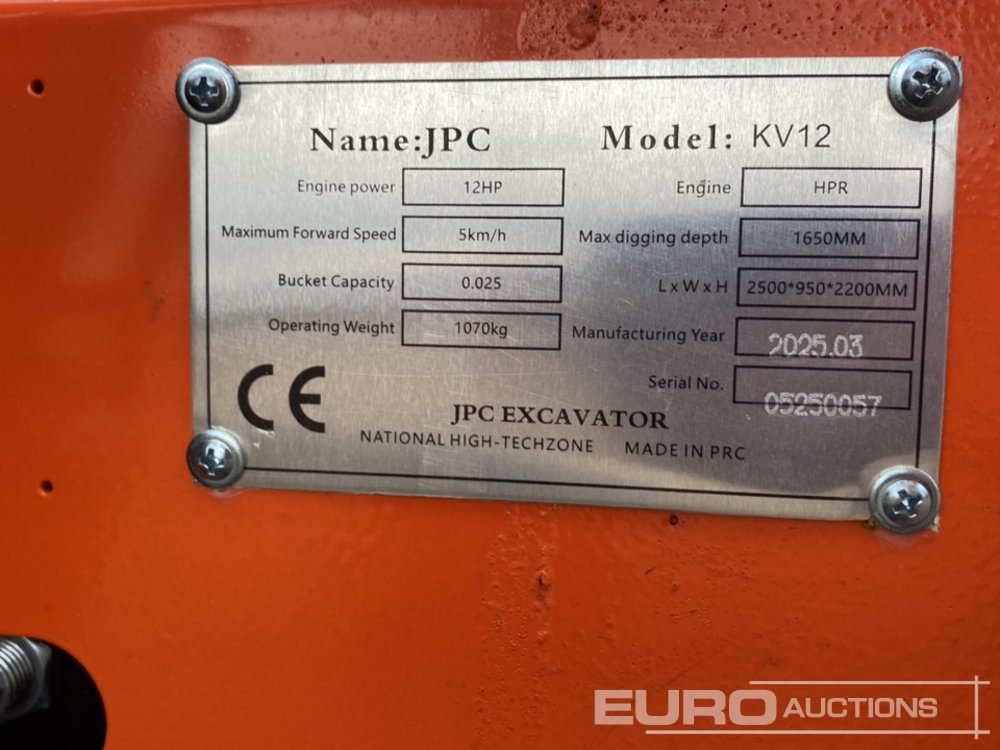 Name:JPC Model: KV12
Engine power 12HP Engine HPR
Maximum Forward Speed 5km/h Max digging depth 1650MM
Bucket Capacity 0.025 L x W x H 2500*950*2200MM
Operating Weight 1070kg Manufacturing Year 2025.03
Serial No. 05250057
CE
JPC EXCAVATOR
NATIONAL HIGH-TECHZONE MADE IN PRC
EURO AUCTIONS